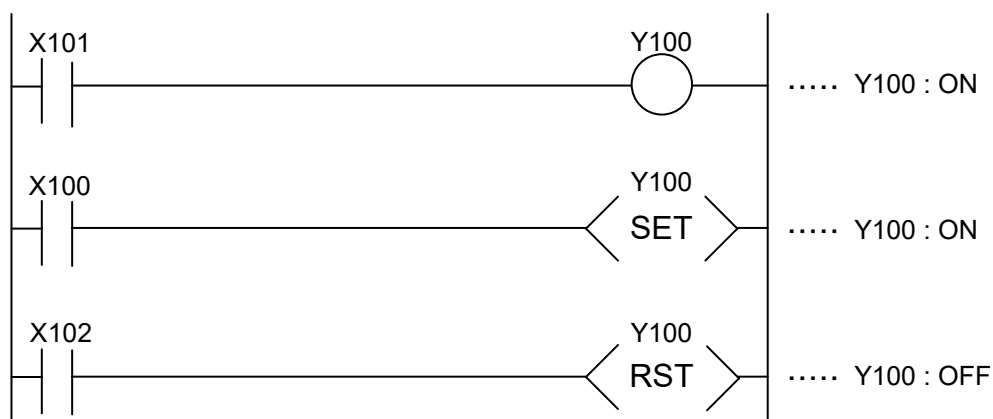 X101 Y100
..... Y100 : ON
X100 Y100
SET ..... Y100 : ON
X102 Y100
RST ..... Y100 : OFF